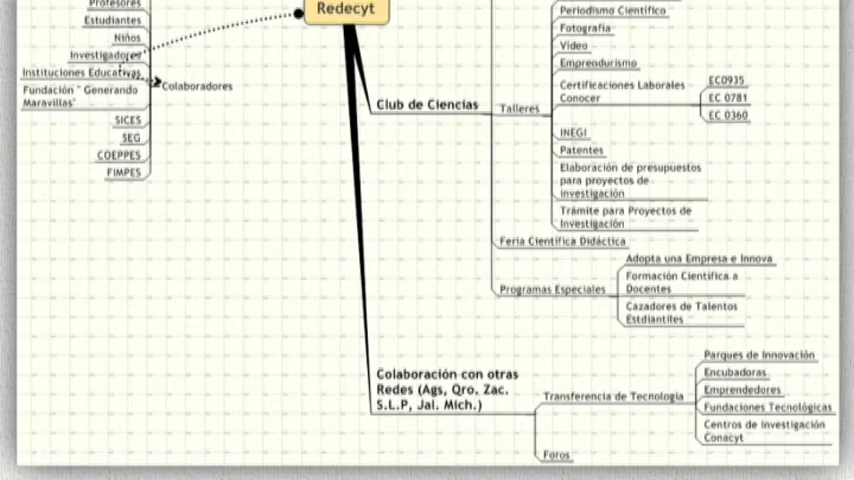 Profesores
Estudiantes
Niños
Investigadores
Instituciones Educativas
Fundación " Generando
Maravillas"
SICES
SEG
COEPPES
FIMPES
Colaboradores
Redecyt
Club de Ciencias
Talleres
Periodismo Científico
Fotografía
Video
Emprendurismo
Certificaciones Laborales
Conocer
EC0935
EC 0781
EC 0360
INEGI
Patentes
Elaboración de presupuestos
para proyectos de
investigación
Trámite para Proyectos de
Investigación
Feria Científica Didáctica
Programas Especiales
Adopta una Empresa e Innova
Formación Científica a
Docentes
Cazadores de Talentos
Estdiantiles
Colaboración con otras
Redes (Ags, Qro. Zac.
S.L.P, Jal. Mich.)
Transferencia de Tecnología
Parques de Innovación
Encubadoras
Emprendedores
Fundaciones Tecnológicas
Centros de Investigación
Conacyt
Foros